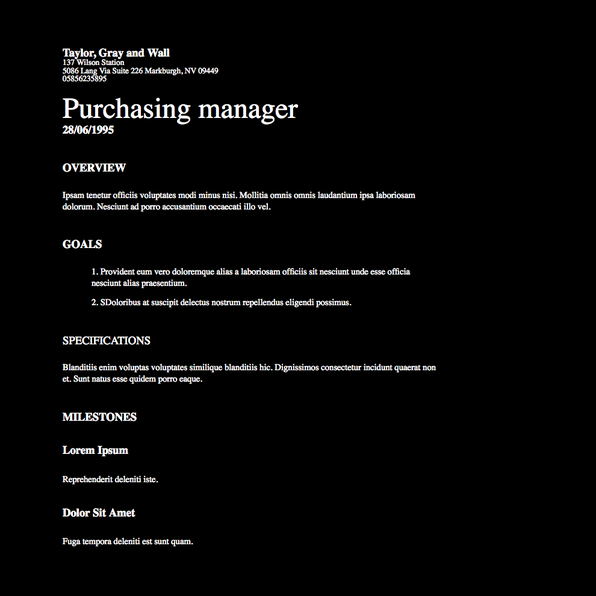 Taylor, Gray and Wall
137 Wilson Station
5086 Lang Via Suite 226 Markburgh, NV 09449
05856235895
Purchasing manager
28/06/1995
OVERVIEW
Ipsam tenetur officiis voluptates modi minus nisi. Mollitia omnis omnis laudantium ipsa laboriosam
dolorum. Nesciunt ad porro accusantium occaecati illo vel.
GOALS
1. Provident eum vero doloremque alias a laboriosam officiis sit nesciunt unde esse officia
nesciunt alias praesentium.
2. SDoloribus at suscipit delectus nostrum repellendus eligendi possimus.
SPECIFICATIONS
Blanditiis enim voluptas voluptates similique blanditiis hic. Dignissimos consectetur incidunt quaerat non
et. Sunt natus esse quidem porro eaque.
MILESTONES
Lorem Ipsum
Reprehenderit deleniti iste.
Dolor Sit Amet
Fuga tempora deleniti est sunt quam.